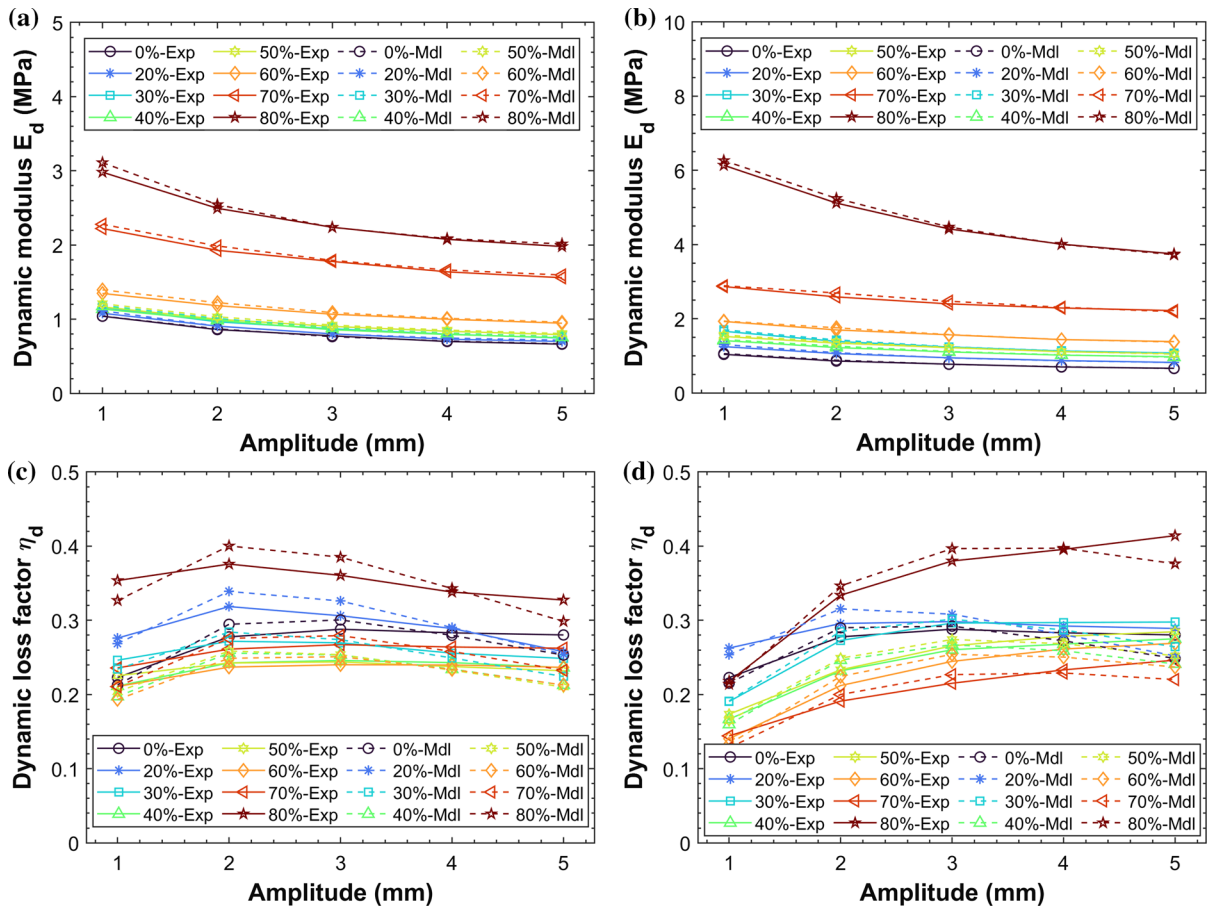 (a)
Dynamic modulus E_d (MPa)
5
4
3
2
1
0
0%-Exp 50%-Exp 0%-Mdl 50%-Mdl
20%-Exp 60%-Exp 20%-Mdl 60%-Mdl
30%-Exp 70%-Exp 30%-Mdl 70%-Mdl
40%-Exp 80%-Exp 40%-Mdl 80%-Mdl
1 2 3 4 5
Amplitude (mm)
(b)
Dynamic modulus E_d (MPa)
10
8
6
4
2
0
0%-Exp 50%-Exp 0%-Mdl 50%-Mdl
20%-Exp 60%-Exp 20%-Mdl 60%-Mdl
30%-Exp 70%-Exp 30%-Mdl 70%-Mdl
40%-Exp 80%-Exp 40%-Mdl 80%-Mdl
1 2 3 4 5
Amplitude (mm)
(c)
Dynamic loss factor η_d
0.5
0.4
0.3
0.2
0.1
0
0%-Exp 50%-Exp 0%-Mdl 50%-Mdl
20%-Exp 60%-Exp 20%-Mdl 60%-Mdl
30%-Exp 70%-Exp 30%-Mdl 70%-Mdl
40%-Exp 80%-Exp 40%-Mdl 80%-Mdl
1 2 3 4 5
Amplitude (mm)
(d)
Dynamic loss factor η_d
0.5
0.4
0.3
0.2
0.1
0
0%-Exp 50%-Exp 0%-Mdl 50%-Mdl
20%-Exp 60%-Exp 20%-Mdl 60%-Mdl
30%-Exp 70%-Exp 30%-Mdl 70%-Mdl
40%-Exp 80%-Exp 40%-Mdl 80%-Mdl
1 2 3 4 5
Amplitude (mm)